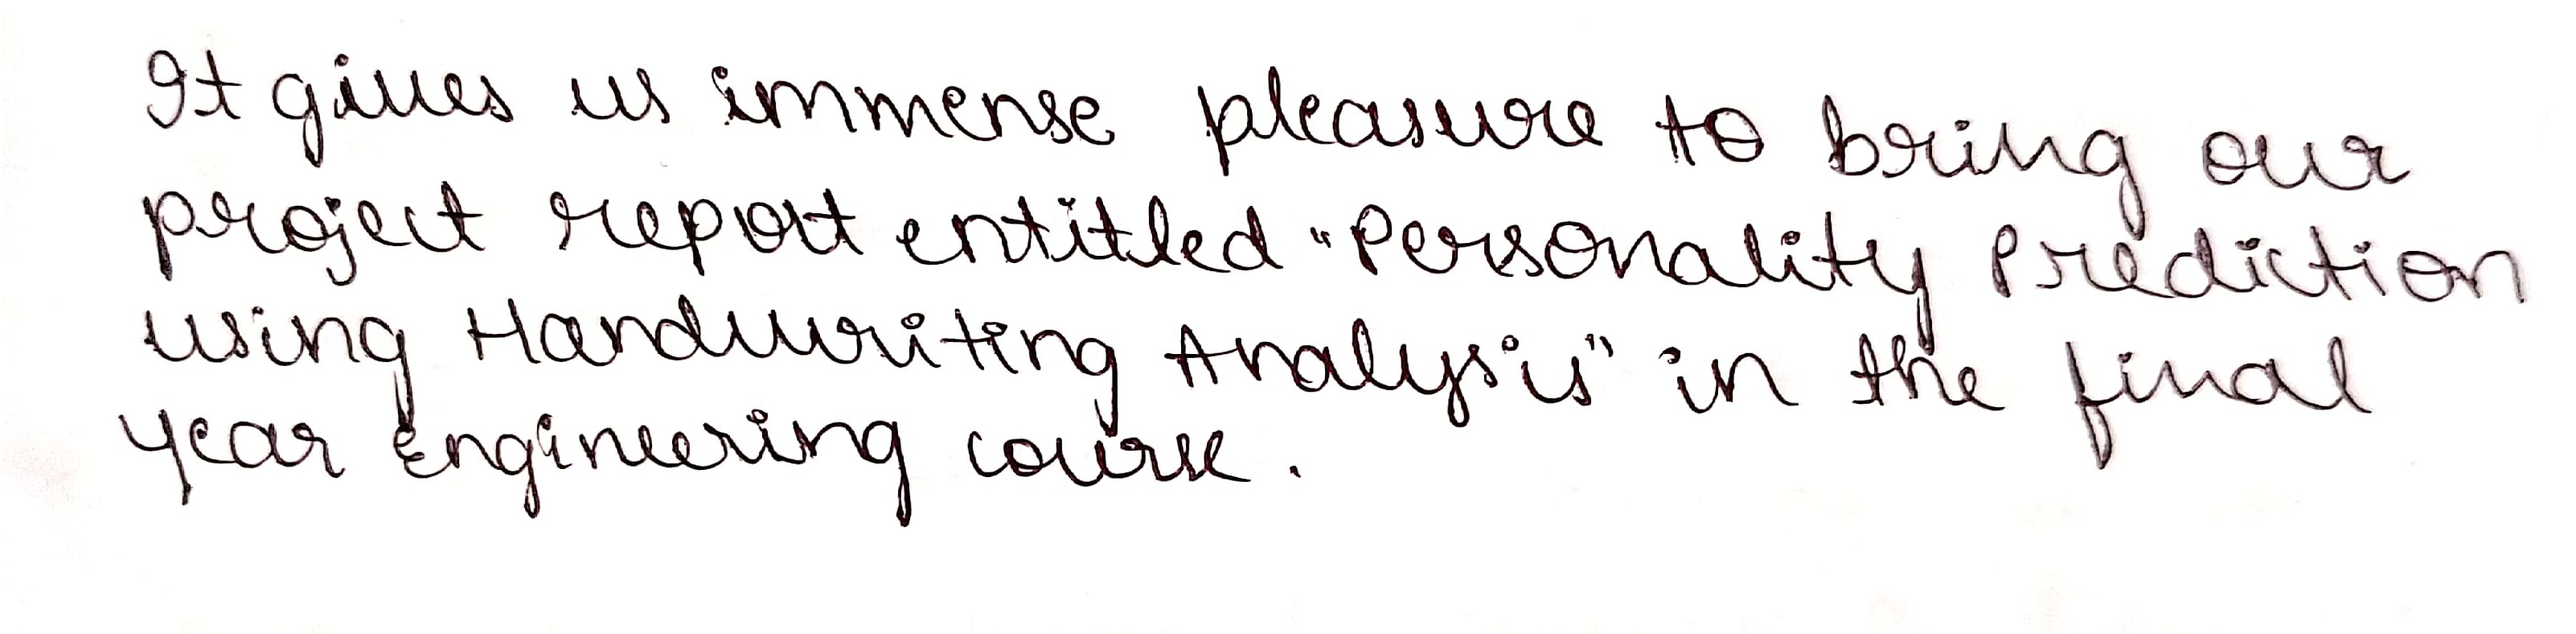 It gives us immense pleasure to bring our
project report entitled "Personality Prediction
using Handwriting Analysis" in the final
year Engineering course.